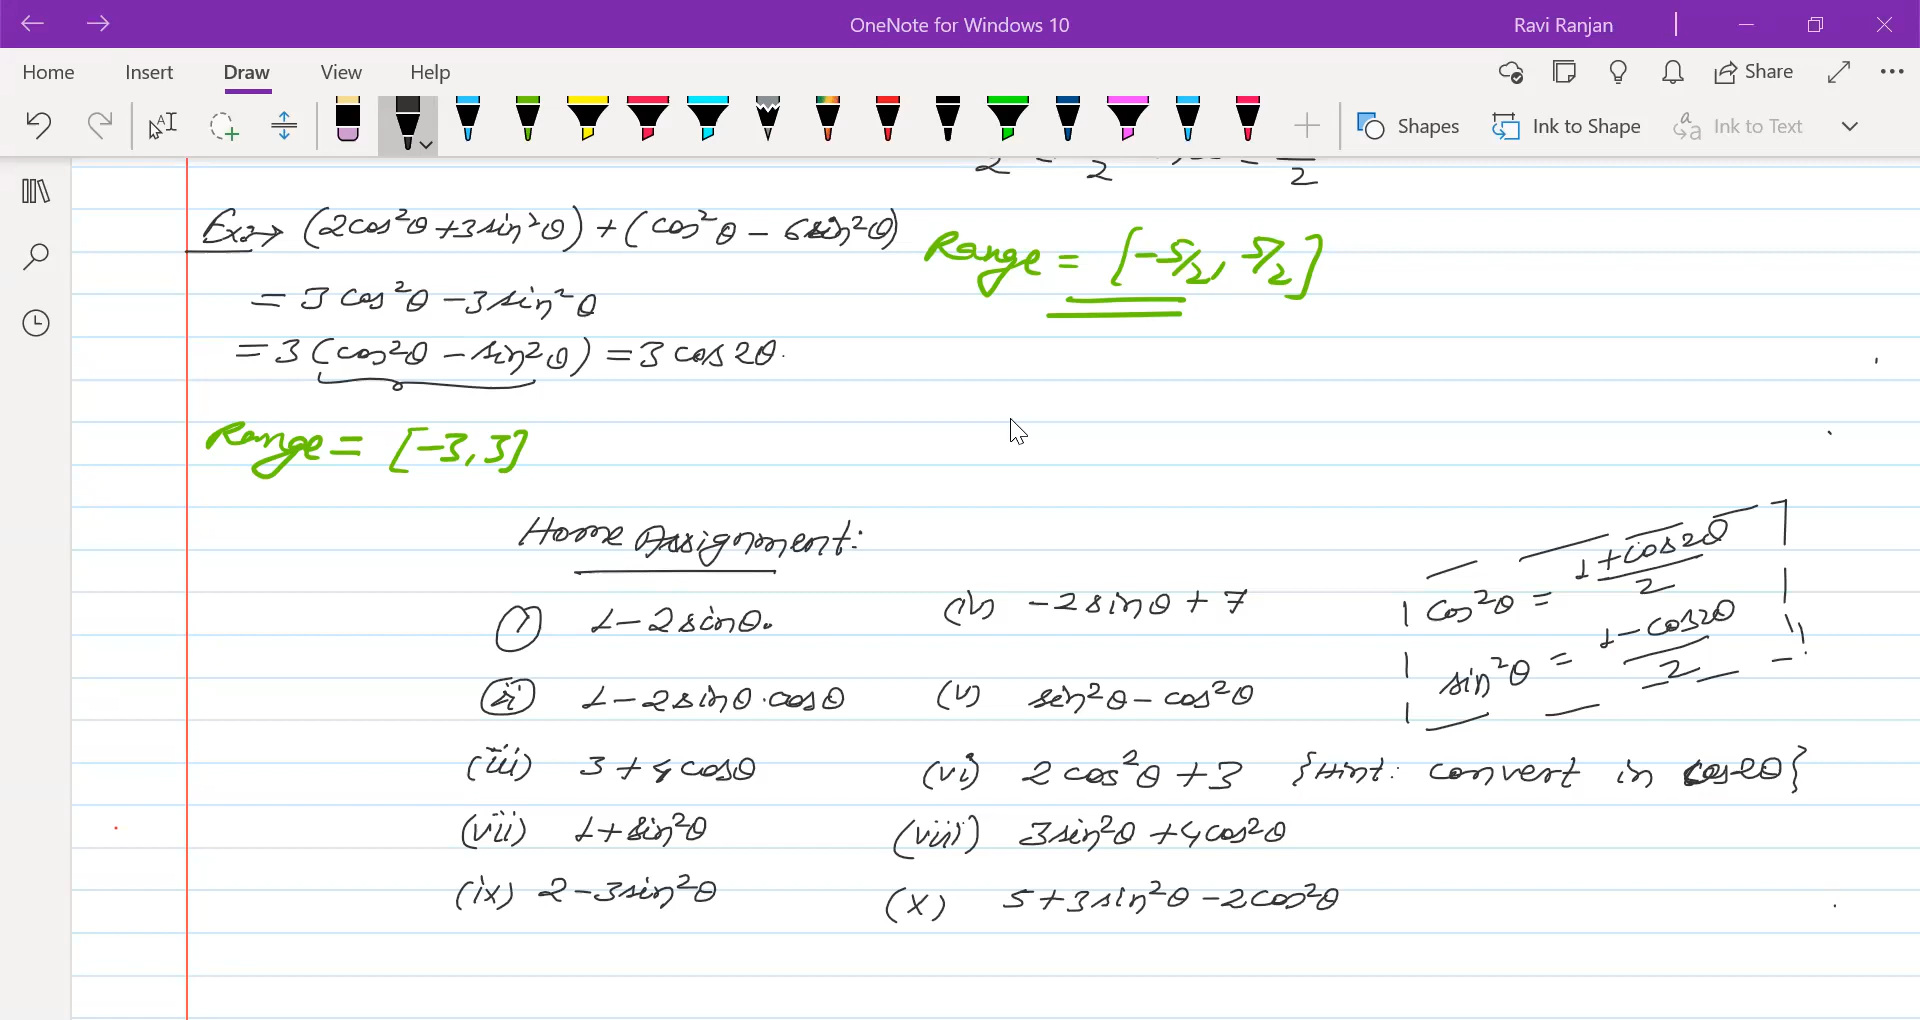 OneNote for Windows 10
Ravi Ranjan
Home Insert Draw View Help
Share
Shapes Ink to Shape Ink to Text
2 2 2
Ex2→ (2cos²θ+3sin²θ)+(cos²θ-6sin²θ)
= 3cos²θ-3sin²θ
=3(cos²θ-sin²θ)=3cos2θ.
Range = [-5/2, 5/2]
Range = [-3,3]
Home Assignment:
(i) 1-2sinθ.
(iv) -2sinθ+7
(ii) 1-2sinθ.cosθ
(v) sin²θ-cos²θ
(iii) 3+4cosθ
(vi) 2cos²θ+3 {Hint: convert in cos2θ}
(vii) 1+sin²θ
(viii) 3sin²θ+4cos²θ
(ix) 2-3sin²θ
(x) 5+3sin²θ-2cos²θ
cos²θ = (1+cos2θ)/2
sin²θ = (1-cos2θ)/2